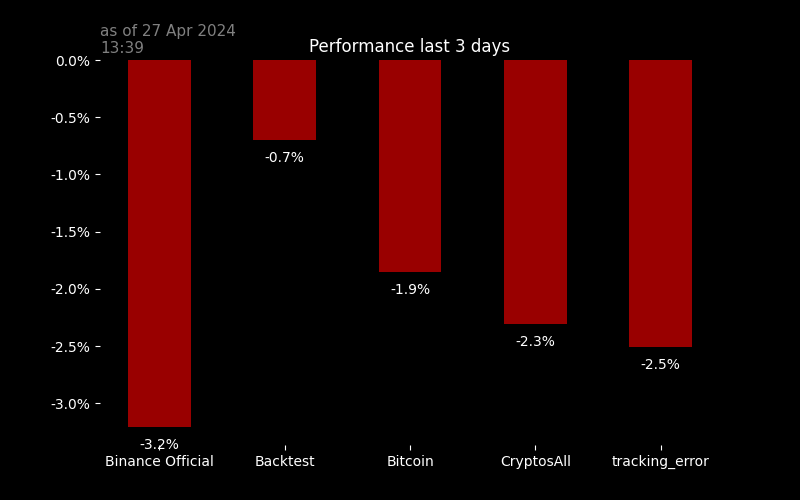 as of 27 Apr 2024
13:39
Performance last 3 days
0.0%
-0.5%
-1.0%
-1.5%
-2.0%
-2.5%
-3.0%
-3.2%
-0.7%
-1.9%
-2.3%
-2.5%
Binance Official
Backtest
Bitcoin
CryptosAll
tracking_error